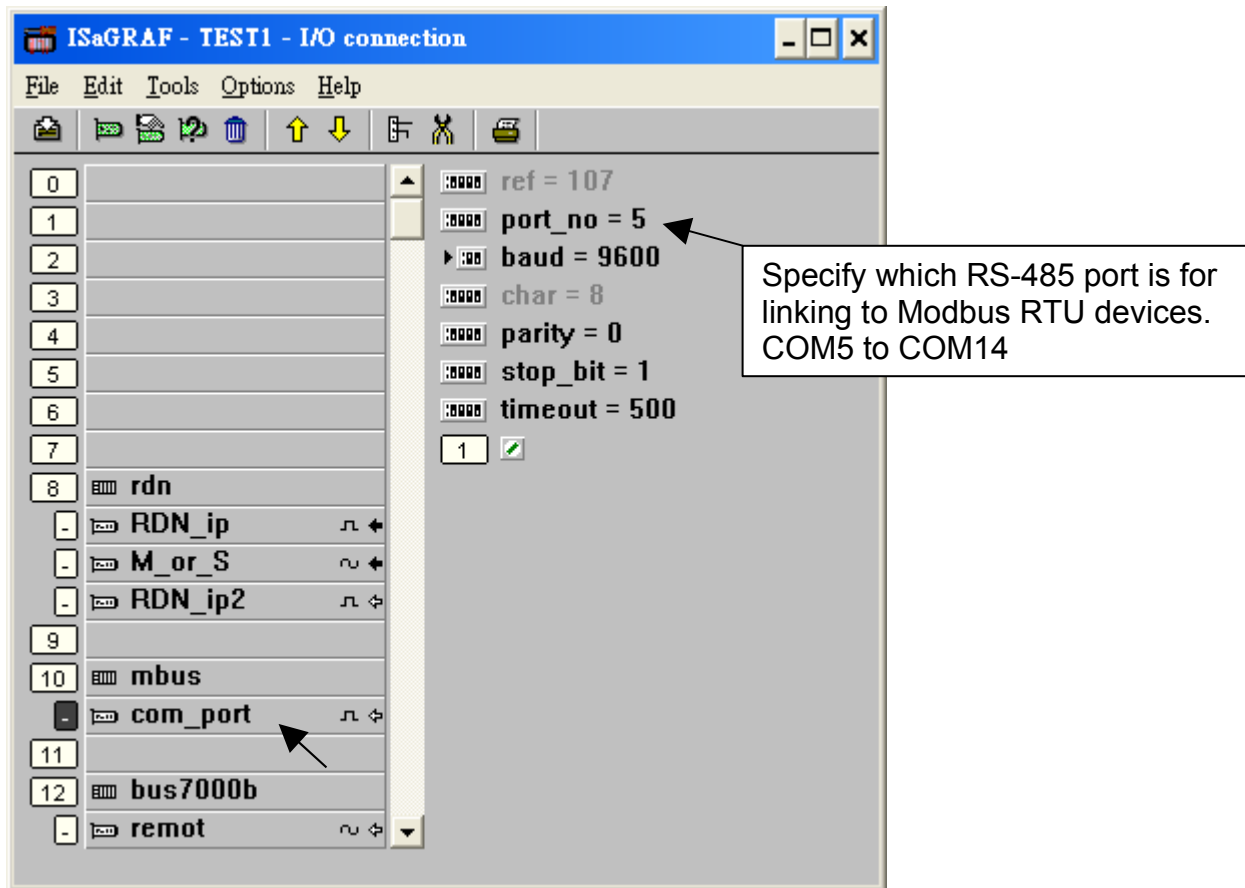 ISaGRAF - TEST1 - I/O connection
File Edit Tools Options Help
0
1
2
3
4
5
6
7
8 rdn
- RDN_ip
- M_or_S
- RDN_ip2
9
10 mbus
- com_port
11
12 bus7000b
- remot
ref = 107
port_no = 5
baud = 9600
char = 8
parity = 0
stop_bit = 1
timeout = 500
1
Specify which RS-485 port is for
linking to Modbus RTU devices.
COM5 to COM14